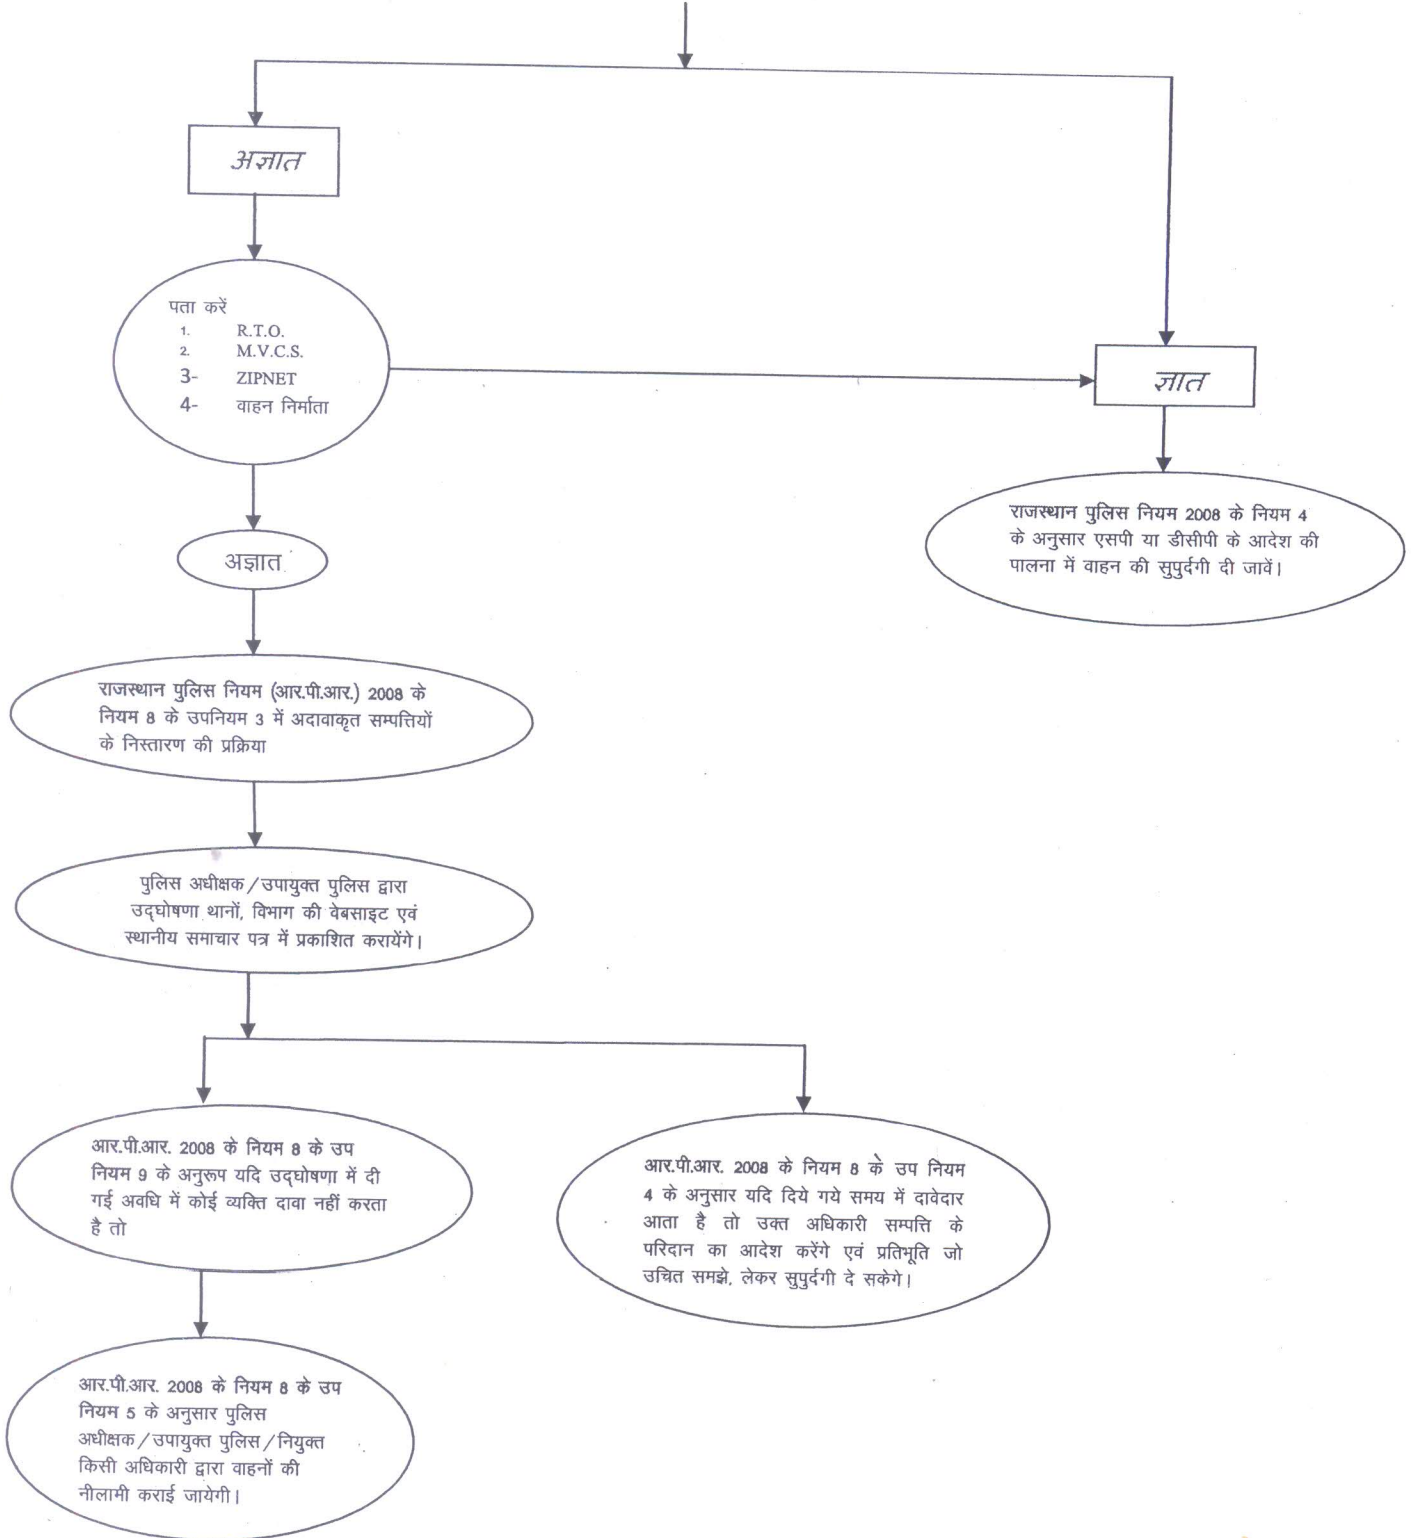 अज्ञात
पता करें
1. R.T.O.
2. M.V.C.S.
3- ZIPNET
4- वाहन निर्माता
ज्ञात
राजस्थान पुलिस नियम 2008 के नियम 4
के अनुसार एसपी या डीसीपी के आदेश की
पालना में वाहन की सुपुर्दगी दी जावें।
अज्ञात
राजस्थान पुलिस नियम (आर.पी.आर.) 2008 के
नियम 8 के उपनियम 3 में अदावाकृत सम्पत्तियों
के निस्तारण की प्रक्रिया
पुलिस अधीक्षक/उपायुक्त पुलिस द्वारा
उद्घोषणा थानों, विभाग की वेबसाइट एवं
स्थानीय समाचार पत्र में प्रकाशित करायेंगे।
आर.पी.आर. 2008 के नियम 8 के उप
नियम 9 के अनुरूप यदि उद्घोषणा में दी
गई अवधि में कोई व्यक्ति दावा नहीं करता
है तो
आर.पी.आर. 2008 के नियम 8 के उप नियम
4 के अनुसार यदि दिये गये समय में दावेदार
आता है तो उक्त अधिकारी सम्पत्ति के
परिदान का आदेश करेंगे एवं प्रतिभूति जो
उचित समझे, लेकर सुपुर्दगी दे सकेगे।
आर.पी.आर. 2008 के नियम 8 के उप
नियम 5 के अनुसार पुलिस
अधीक्षक/उपायुक्त पुलिस/नियुक्त
किसी अधिकारी द्वारा वाहनों की
नीलामी कराई जायेगी।